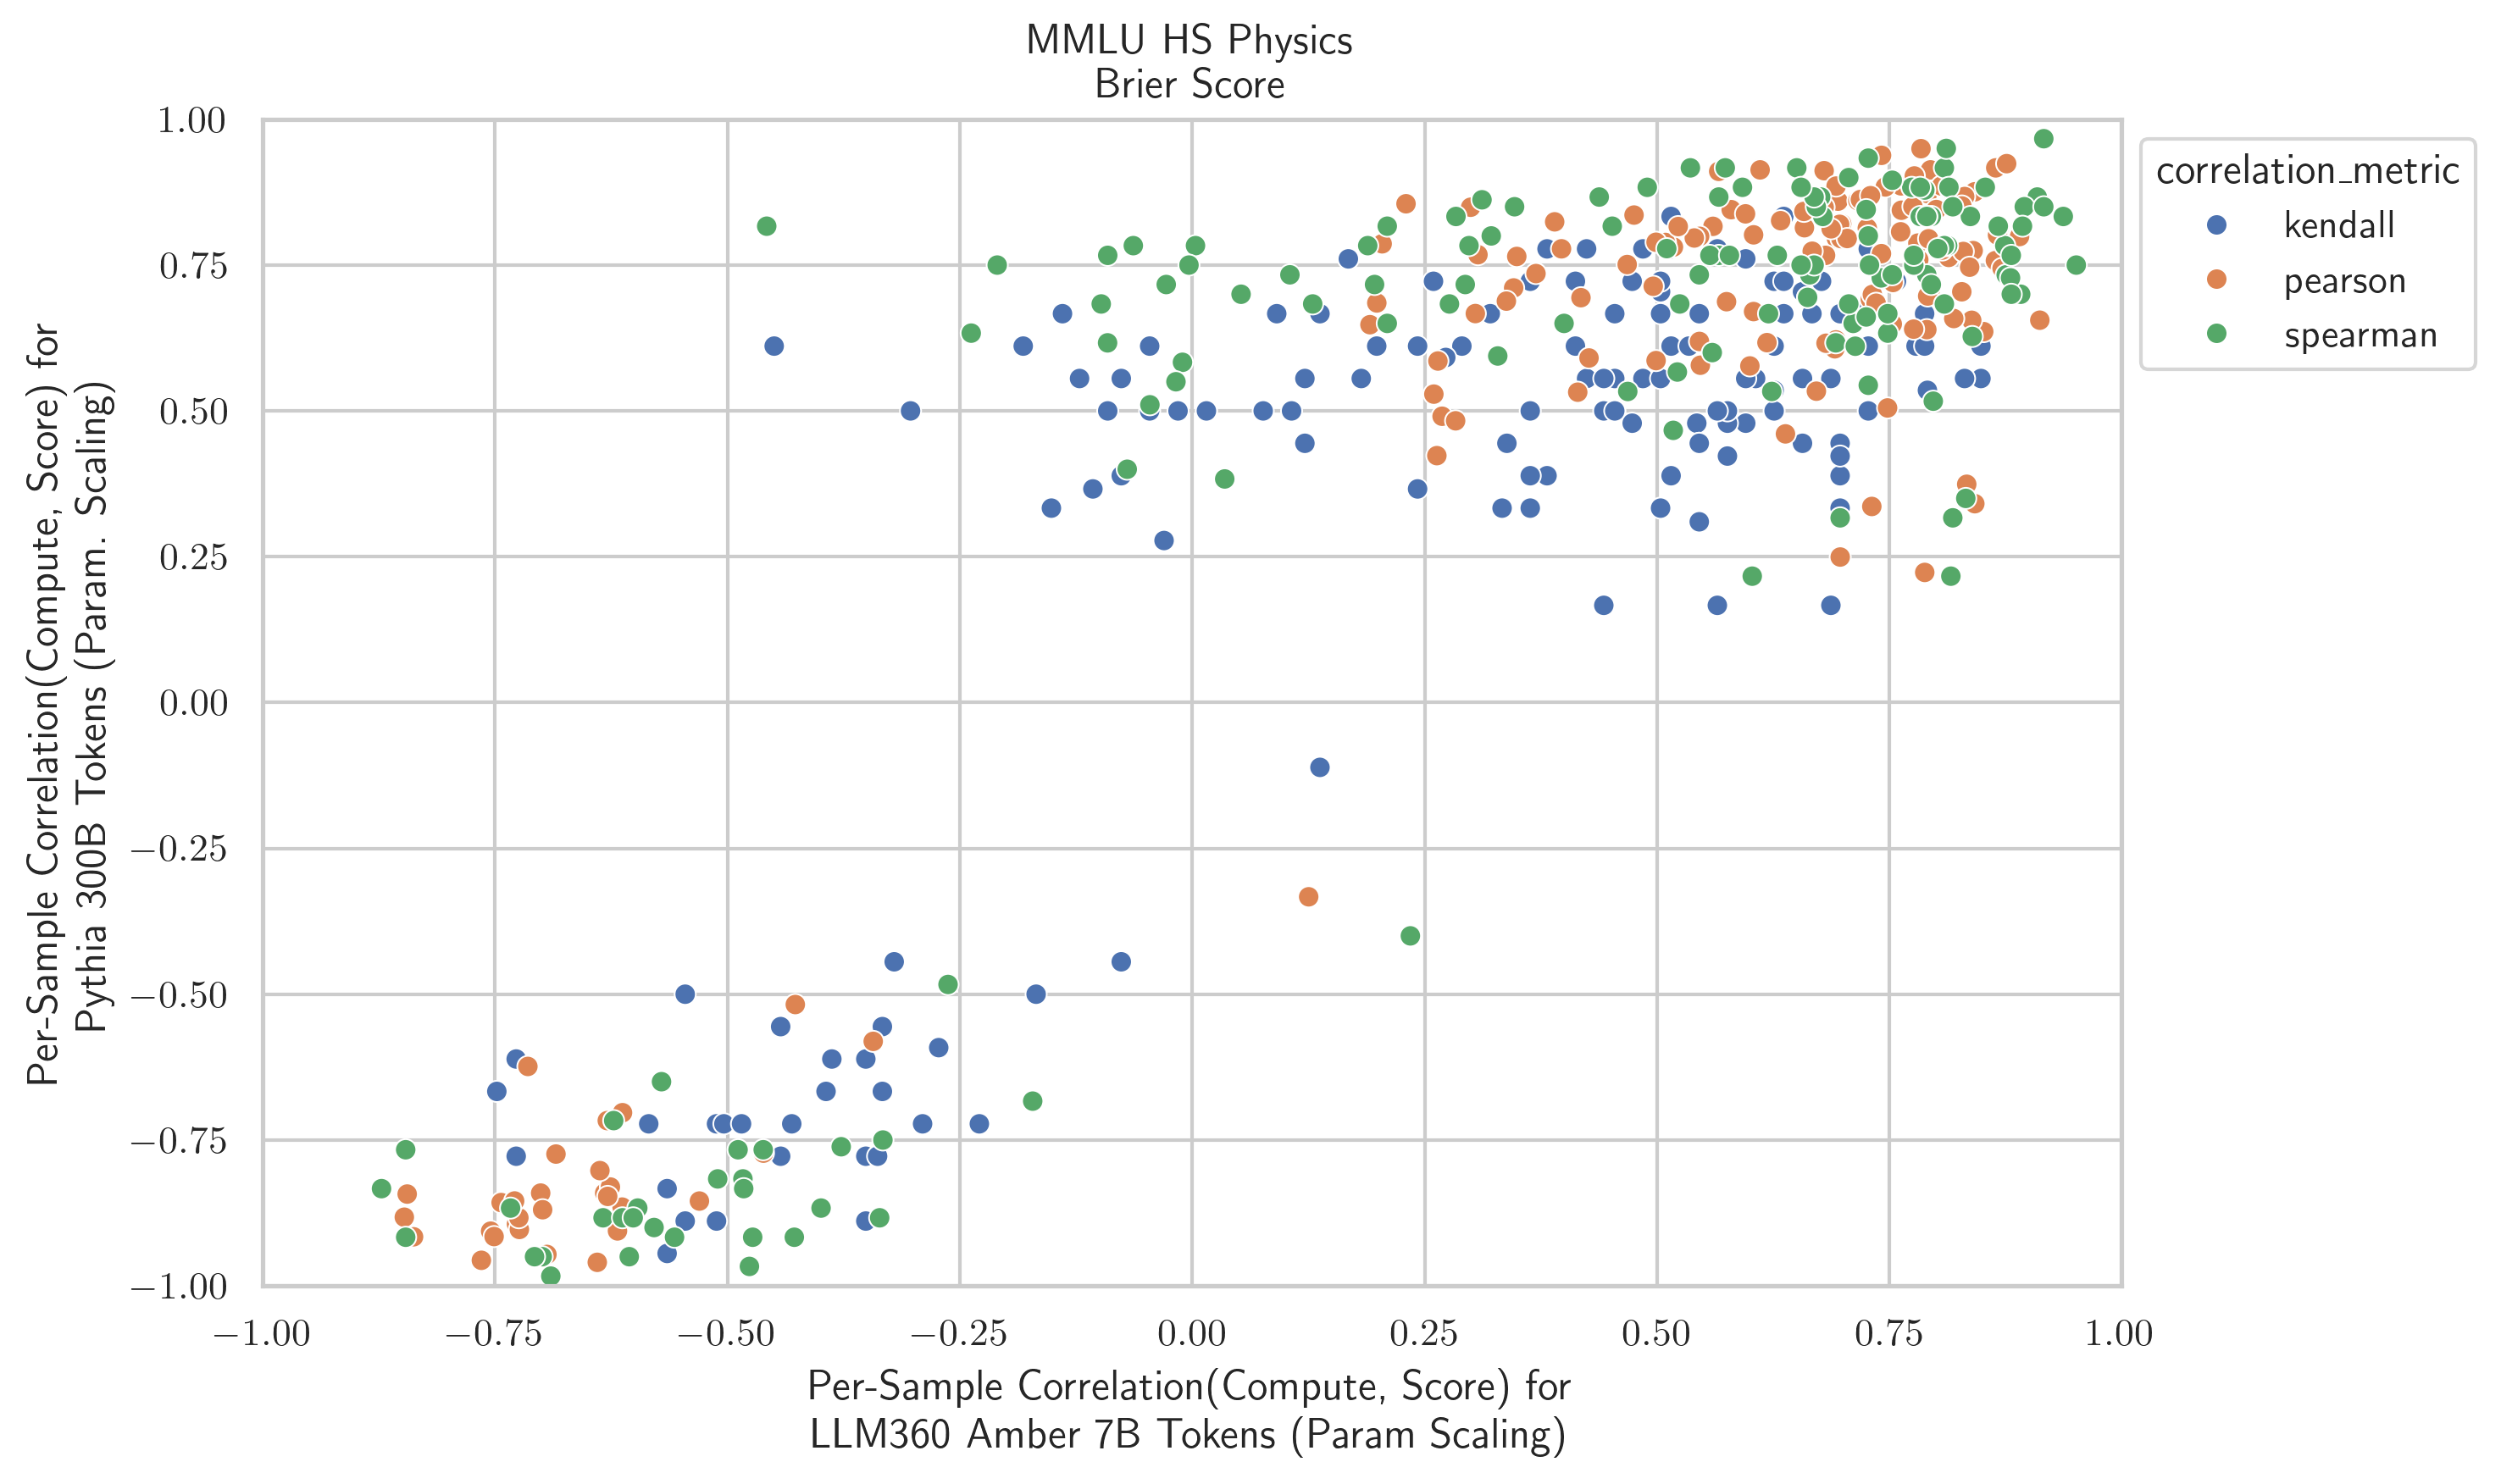 MMLU HS Physics
Brier Score
Per-Sample Correlation(Compute, Score) for
Pythia 300B Tokens (Param. Scaling)
1.00
0.75
0.50
0.25
0.00
−0.25
−0.50
−0.75
−1.00
−1.00 −0.75 −0.50 −0.25 0.00 0.25 0.50 0.75 1.00
Per-Sample Correlation(Compute, Score) for
LLM360 Amber 7B Tokens (Param Scaling)
correlation_metric
kendall
pearson
spearman